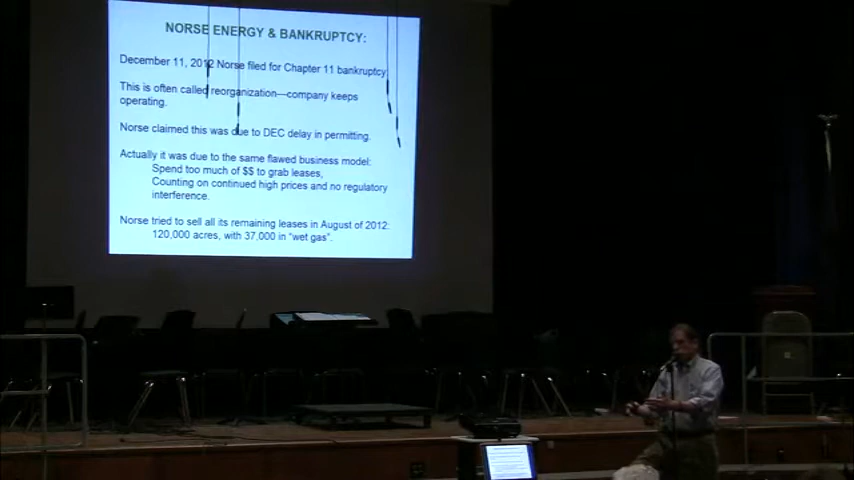 NORSE ENERGY & BANKRUPTCY:
December 11, 2012 Norse filed for Chapter 11 bankruptcy
This is often called reorganization—company keeps
operating.
Norse claimed this was due to DEC delay in permitting.
Actually it was due to the same flawed business model:
Spend too much of $$ to grab leases,
Counting on continued high prices and no regulatory
interference.
Norse tried to sell all its remaining leases in August of 2012:
120,000 acres, with 37,000 in "wet gas".